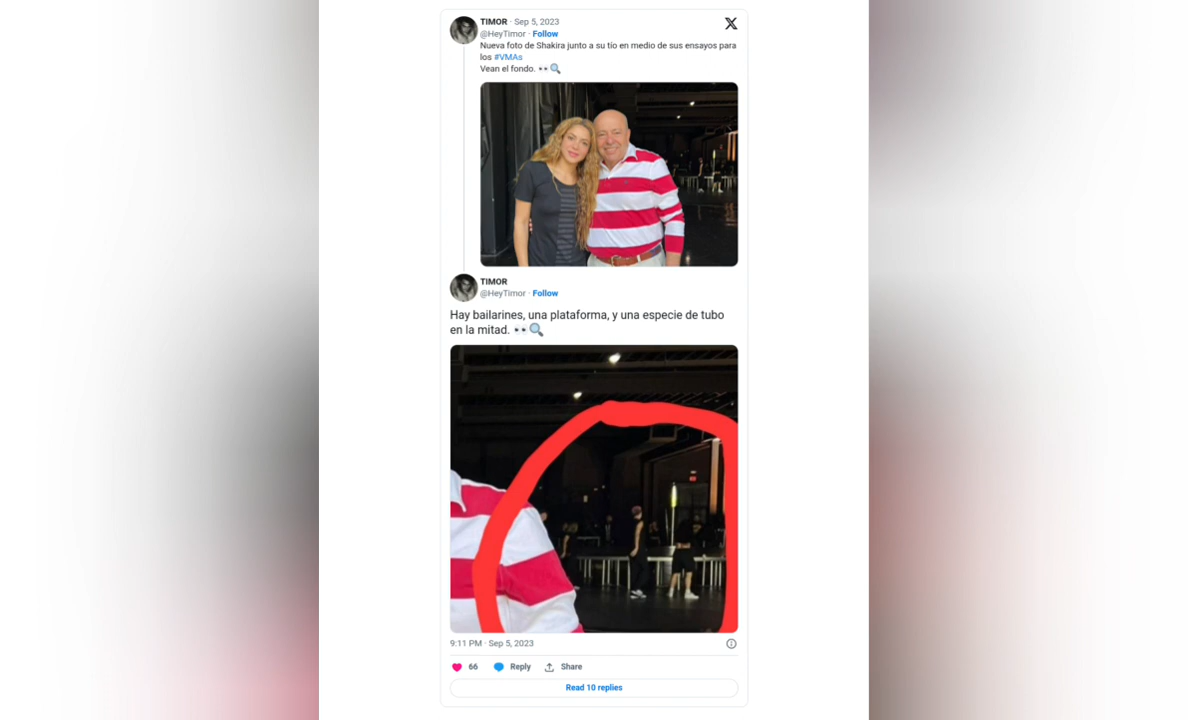 TIMOR · Sep 5, 2023
@HeyTimor · Follow
Nueva foto de Shakira junto a su tío en medio de sus ensayos para
los #VMAs
Vean el fondo. 👀🔍
TIMOR
@HeyTimor · Follow
Hay bailarines, una plataforma, y una especie de tubo
en la mitad. 👀🔍
9:11 PM · Sep 5, 2023
66 Reply Share
Read 10 replies